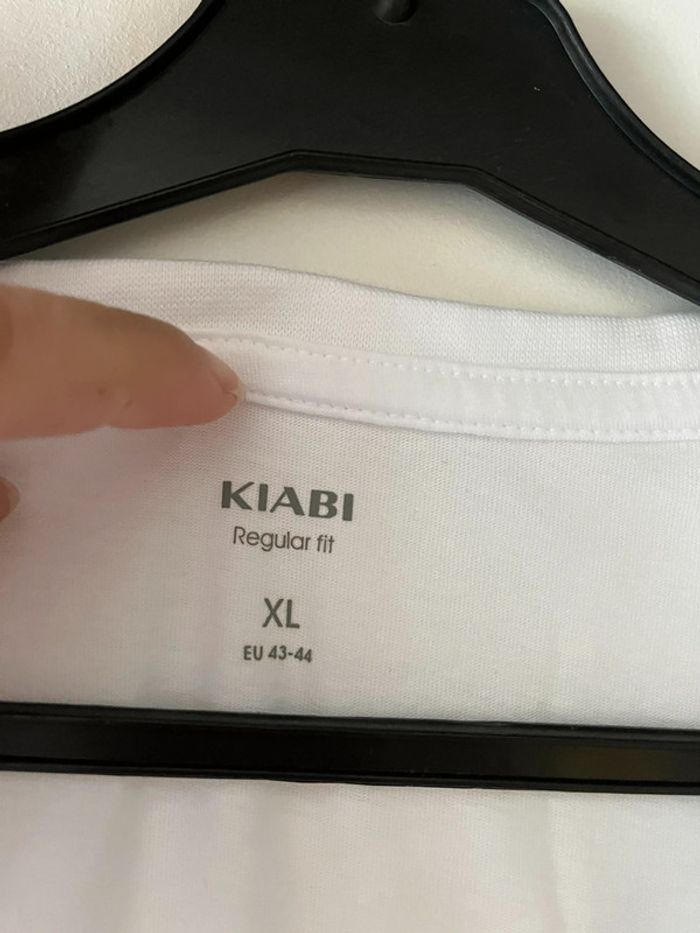 KIABI
Regular fit
XL
EU 43-44